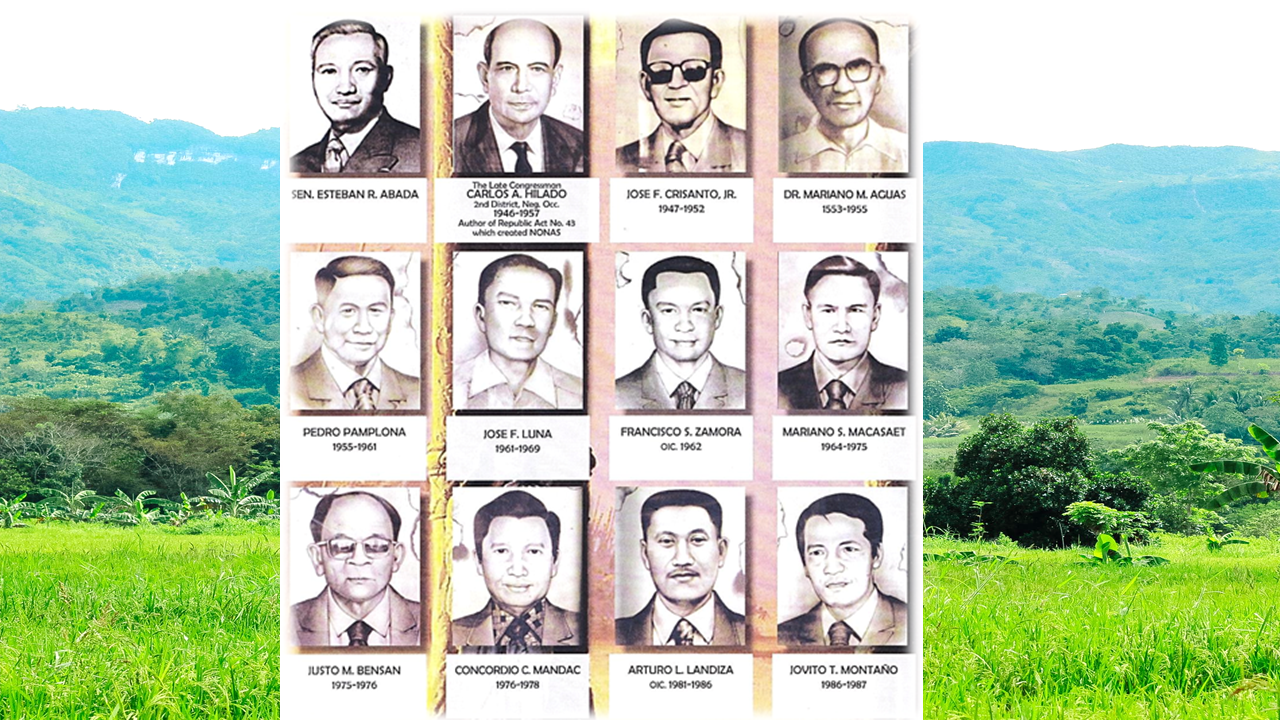 SEN. ESTEBAN R. ABADA
The Late Congressman
CARLOS A. HILADO
2nd District, Neg. Occ.
1946-1957
Author of Republic Act No. 43
which created NONAS
JOSE F. CRISANTO, JR.
1947-1952
DR. MARIANO M. AGUAS
1553-1955
PEDRO PAMPLONA
1955-1961
JOSE F. LUNA
1961-1969
FRANCISCO S. ZAMORA
OIC. 1962
MARIANO S. MACASAET
1964-1975
JUSTO M. BENSAN
1975-1976
CONCORDIO C. MANDAC
1976-1978
ARTURO L. LANDIZA
OIC. 1981-1986
JOVITO T. MONTAÑO
1986-1987